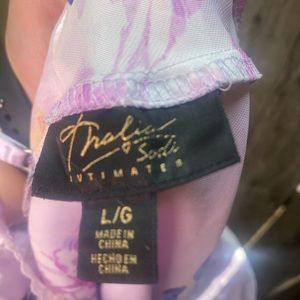 Thalia
Sodi
INTIMATES
L/G
MADE IN
CHINA
HECHO EN
CHINA